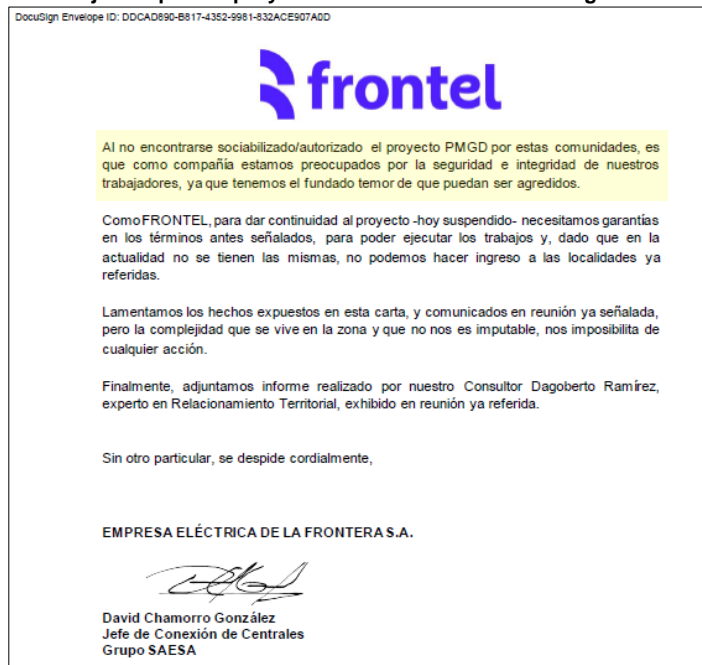 DocuSign Envelope ID: DDCAD890-B817-4352-9981-832ACE907A0D
frontel
Al no encontrarse sociabilizado/autorizado el proyecto PMGD por estas comunidades, es
que como compañía estamos preocupados por la seguridad e integridad de nuestros
trabajadores, ya que tenemos el fundado temor de que puedan ser agredidos.
Como FRONTEL, para dar continuidad al proyecto -hoy suspendido- necesitamos garantías
en los términos antes señalados, para poder ejecutar los trabajos y, dado que en la
actualidad no se tienen las mismas, no podemos hacer ingreso a las localidades ya
referidas.
Lamentamos los hechos expuestos en esta carta, y comunicados en reunión ya señalada,
pero la complejidad que se vive en la zona y que no nos es imputable, nos imposibilita de
cualquier acción.
Finalmente, adjuntamos informe realizado por nuestro Consultor Dagoberto Ramírez,
experto en Relacionamiento Territorial, exhibido en reunión ya referida.
Sin otro particular, se despide cordialmente,
EMPRESA ELÉCTRICA DE LA FRONTERA S.A.
David Chamorro González
Jefe de Conexión de Centrales
Grupo SAESA